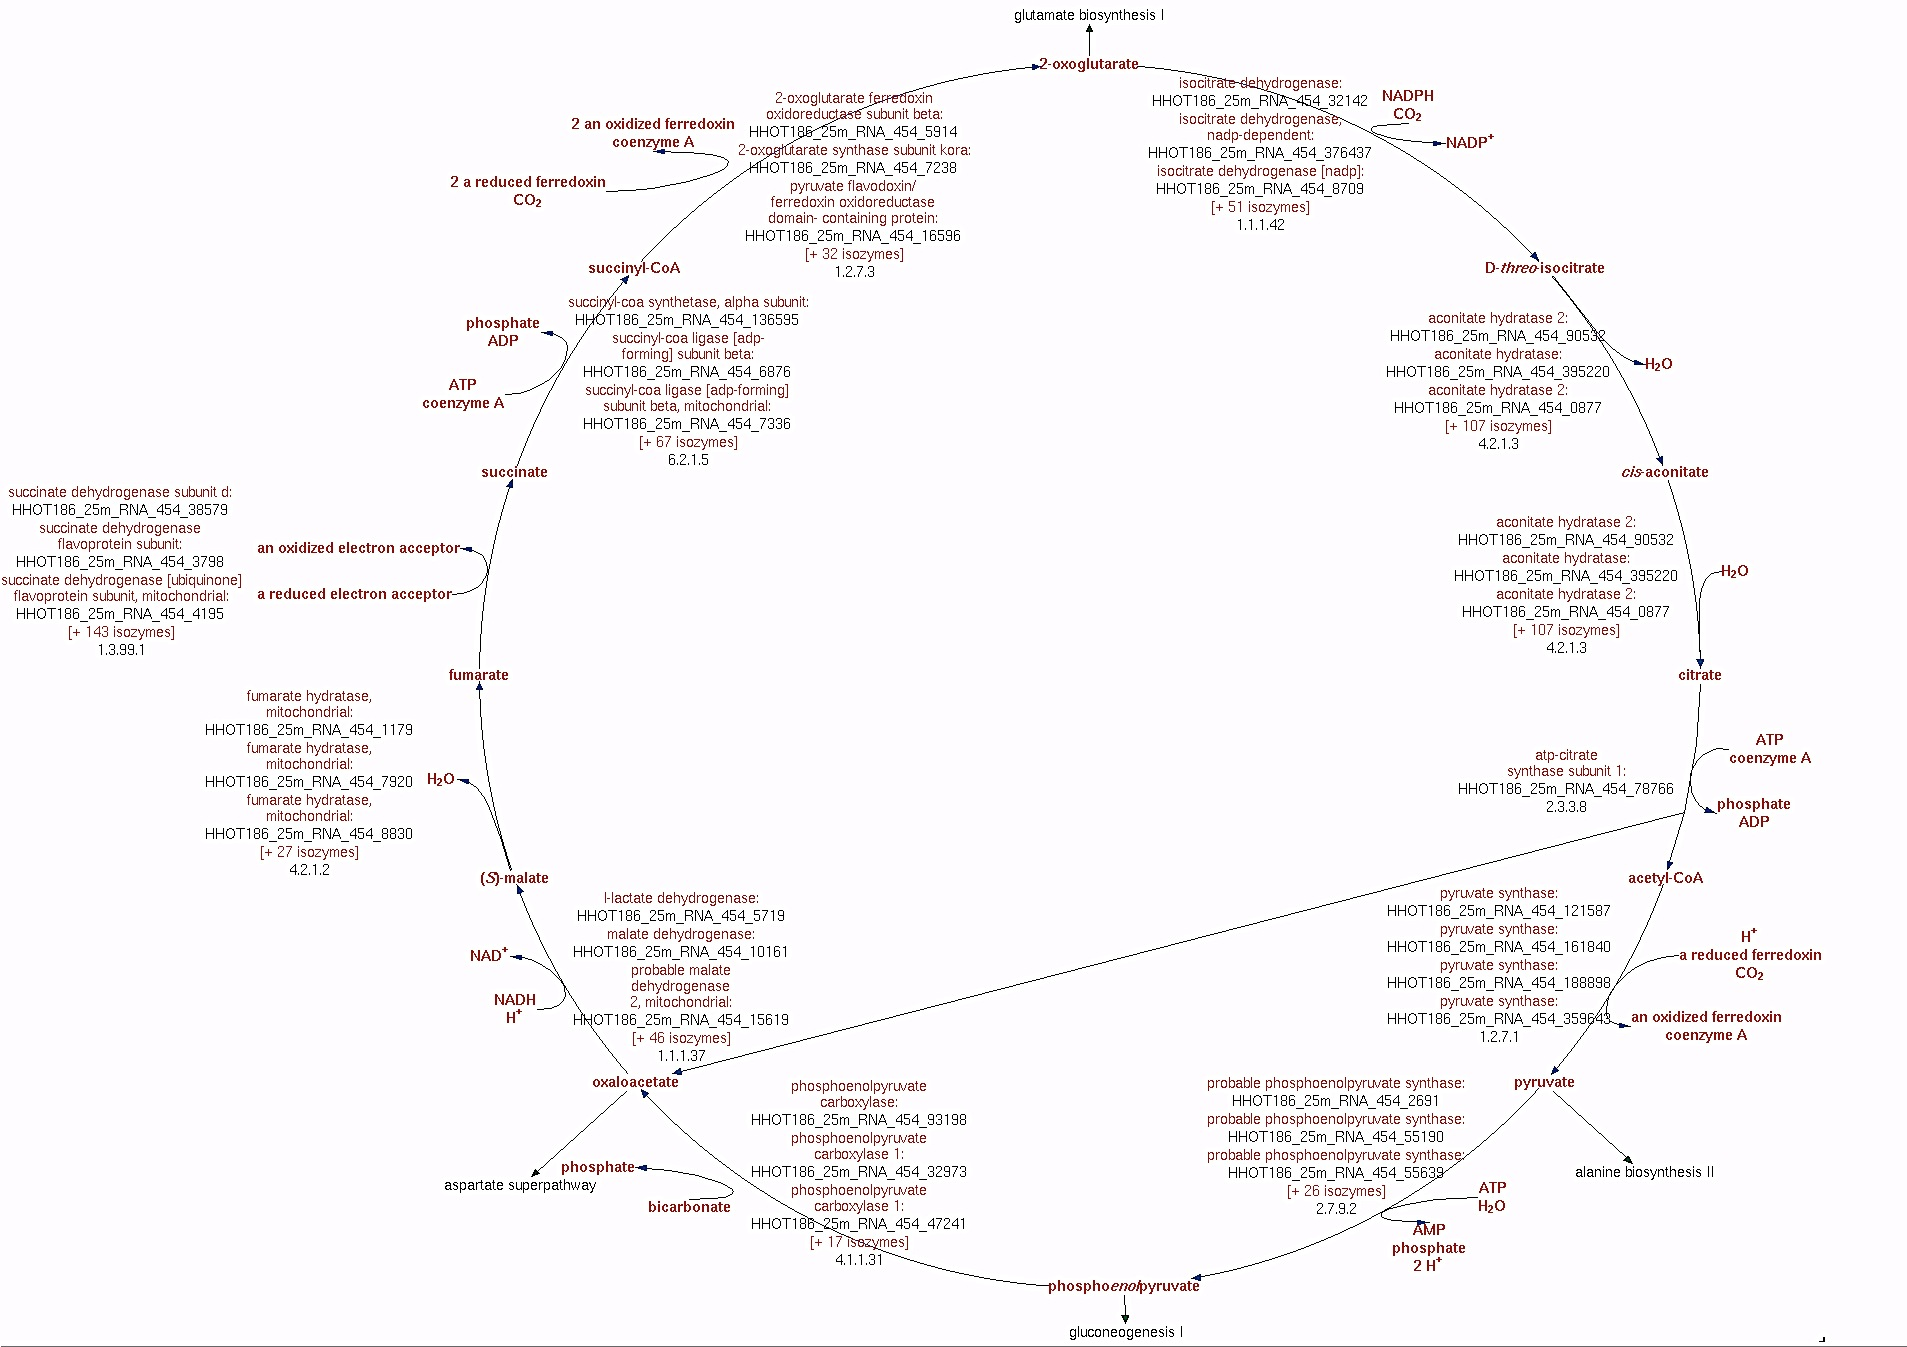 glutamate biosynthesis I
2-oxoglutarate
isocitrate dehydrogenase:
HHOT186_25m_RNA_454_32142
isocitrate dehydrogenase,
nadp-dependent:
HHOT186_25m_RNA_454_376437
isocitrate dehydrogenase [nadp]:
HHOT186_25m_RNA_454_8709
[+ 51 isozymes]
1.1.1.42
NADPH
CO2
NADP+
2-oxoglutarate ferredoxin
oxidoreductase subunit beta:
HHOT186_25m_RNA_454_5914
2-oxoglutarate synthase subunit kora:
HHOT186_25m_RNA_454_7238
pyruvate flavodoxin/
ferredoxin oxidoreductase
domain- containing protein:
HHOT186_25m_RNA_454_16596
[+ 32 isozymes]
1.2.7.3
2 an oxidized ferredoxin
coenzyme A
2 a reduced ferredoxin
CO2
succinyl-CoA
D-threo-isocitrate
succinyl-coa synthetase, alpha subunit:
HHOT186_25m_RNA_454_136595
succinyl-coa ligase [adp-
forming] subunit beta:
HHOT186_25m_RNA_454_6876
succinyl-coa ligase [adp-forming]
subunit beta, mitochondrial:
HHOT186_25m_RNA_454_7336
[+ 67 isozymes]
6.2.1.5
phosphate
ADP
ATP
coenzyme A
aconitate hydratase 2:
HHOT186_25m_RNA_454_90532
aconitate hydratase:
HHOT186_25m_RNA_454_395220
aconitate hydratase 2:
HHOT186_25m_RNA_454_0877
[+ 107 isozymes]
4.2.1.3
H2O
succinate
cis-aconitate
succinate dehydrogenase subunit d:
HHOT186_25m_RNA_454_38579
succinate dehydrogenase
flavoprotein subunit:
HHOT186_25m_RNA_454_3798
succinate dehydrogenase [ubiquinone]
flavoprotein subunit, mitochondrial:
HHOT186_25m_RNA_454_4195
[+ 143 isozymes]
1.3.99.1
an oxidized electron acceptor
a reduced electron acceptor
aconitate hydratase 2:
HHOT186_25m_RNA_454_90532
aconitate hydratase:
HHOT186_25m_RNA_454_395220
aconitate hydratase 2:
HHOT186_25m_RNA_454_0877
[+ 107 isozymes]
4.2.1.3
H2O
fumarate
citrate
fumarate hydratase,
mitochondrial:
HHOT186_25m_RNA_454_1179
fumarate hydratase,
mitochondrial:
HHOT186_25m_RNA_454_7920
fumarate hydratase,
mitochondrial:
HHOT186_25m_RNA_454_8830
[+ 27 isozymes]
4.2.1.2
H2O
atp-citrate
synthase subunit 1:
HHOT186_25m_RNA_454_78766
2.3.3.8
ATP
coenzyme A
phosphate
ADP
(S)-malate
acetyl-CoA
l-lactate dehydrogenase:
HHOT186_25m_RNA_454_5719
malate dehydrogenase:
HHOT186_25m_RNA_454_10161
probable malate
dehydrogenase
2, mitochondrial:
HHOT186_25m_RNA_454_15619
[+ 46 isozymes]
1.1.1.37
NAD+
NADH
H+
pyruvate synthase:
HHOT186_25m_RNA_454_121587
pyruvate synthase:
HHOT186_25m_RNA_454_161840
pyruvate synthase:
HHOT186_25m_RNA_454_188898
pyruvate synthase:
HHOT186_25m_RNA_454_359643
1.2.7.1
H+
a reduced ferredoxin
CO2
an oxidized ferredoxin
coenzyme A
oxaloacetate
pyruvate
phosphoenolpyruvate
carboxylase:
HHOT186_25m_RNA_454_93198
phosphoenolpyruvate
carboxylase 1:
HHOT186_25m_RNA_454_32973
phosphoenolpyruvate
carboxylase 1:
HHOT186_25m_RNA_454_47241
[+ 17 isozymes]
4.1.1.31
probable phosphoenolpyruvate synthase:
HHOT186_25m_RNA_454_2691
probable phosphoenolpyruvate synthase:
HHOT186_25m_RNA_454_55190
probable phosphoenolpyruvate synthase:
HHOT186_25m_RNA_454_55639
[+ 26 isozymes]
2.7.9.2
aspartate superpathway
phosphate
bicarbonate
alanine biosynthesis II
ATP
H2O
AMP
phosphate
2 H+
phosphoenolpyruvate
gluconeogenesis I